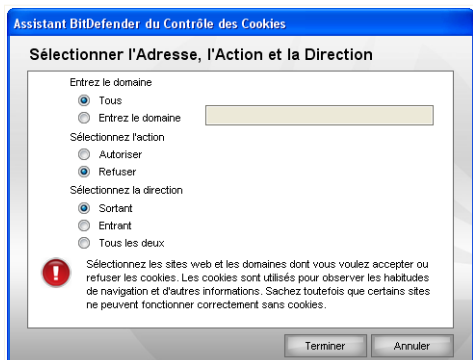 Assistant BitDefender du Contrôle des Cookies
Sélectionner l'Adresse, l'Action et la Direction
Entrez le domaine
Tous
Entrez le domaine
Sélectionnez l'action
Autoriser
Refuser
Sélectionnez la direction
Sortant
Entrant
Tous les deux
Sélectionnez les sites web et les domaines dont vous voulez accepter ou
refuser les cookies. Les cookies sont utilisés pour observer les habitudes
de navigation et d'autres informations. Sachez toutefois que certains sites
ne peuvent fonctionner correctement sans cookies.
Terminer
Annuler